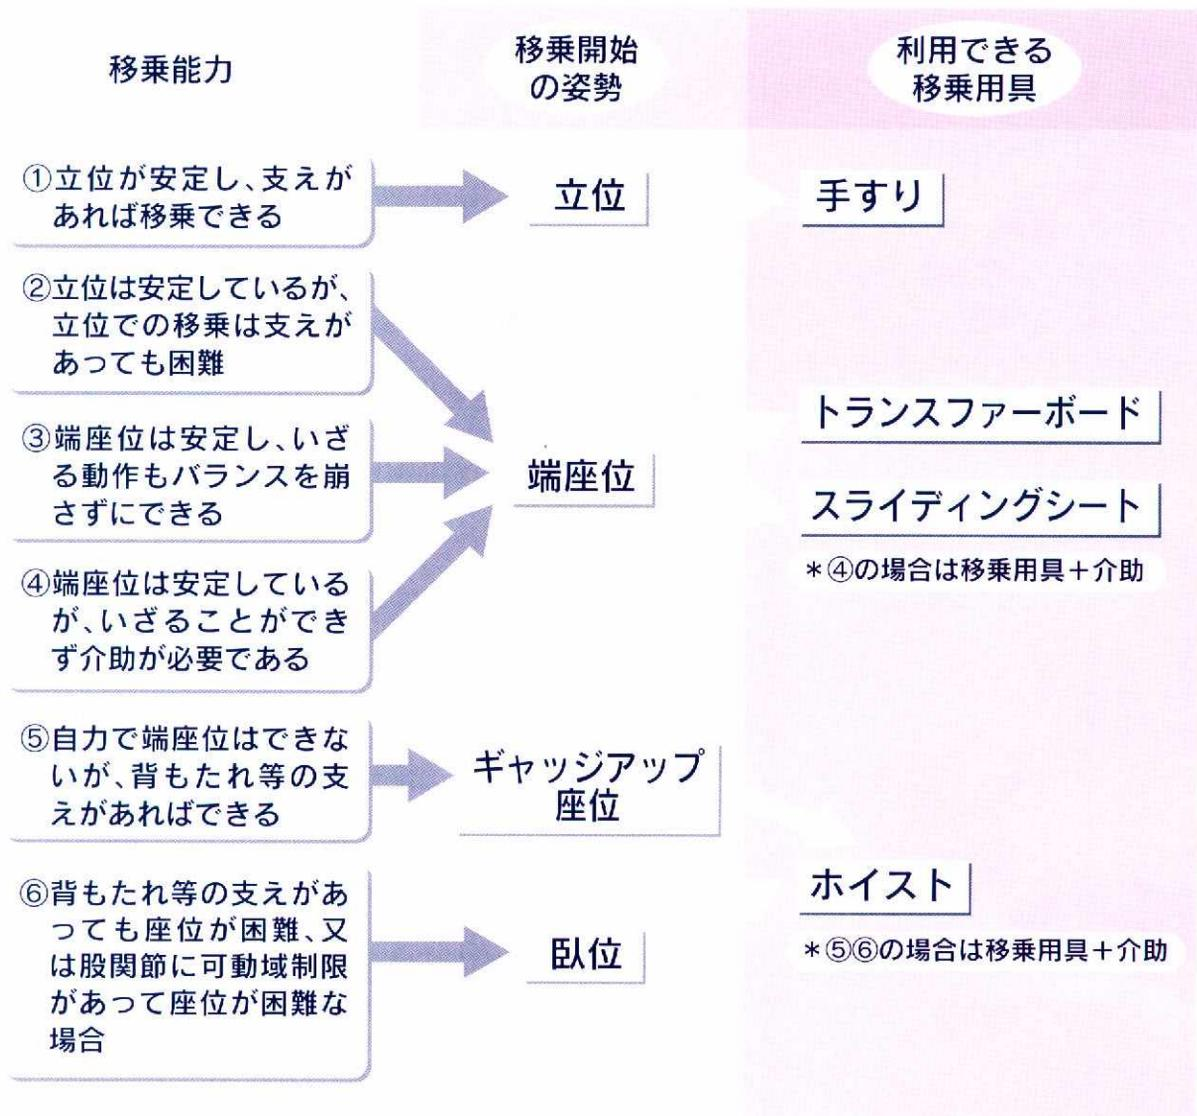 移乗能力
移乗開始
の姿勢
利用できる
移乗用具
①立位が安定し、支えが
あれば移乗できる
立位
手すり
②立位は安定しているが、
立位での移乗は支えが
あっても困難
③端座位は安定し、いざ
る動作もバランスを崩
さずにできる
④端座位は安定している
が、いざることができ
ず介助が必要である
端座位
トランスファーボード
スライディングシート
＊④の場合は移乗用具＋介助
⑤自力で端座位はできな
いが、背もたれ等の支
えがあればできる
ギャッジアップ
座位
⑥背もたれ等の支えがあ
っても座位が困難、又
は股関節に可動域制限
があって座位が困難な
場合
臥位
ホイスト
＊⑤⑥の場合は移乗用具＋介助